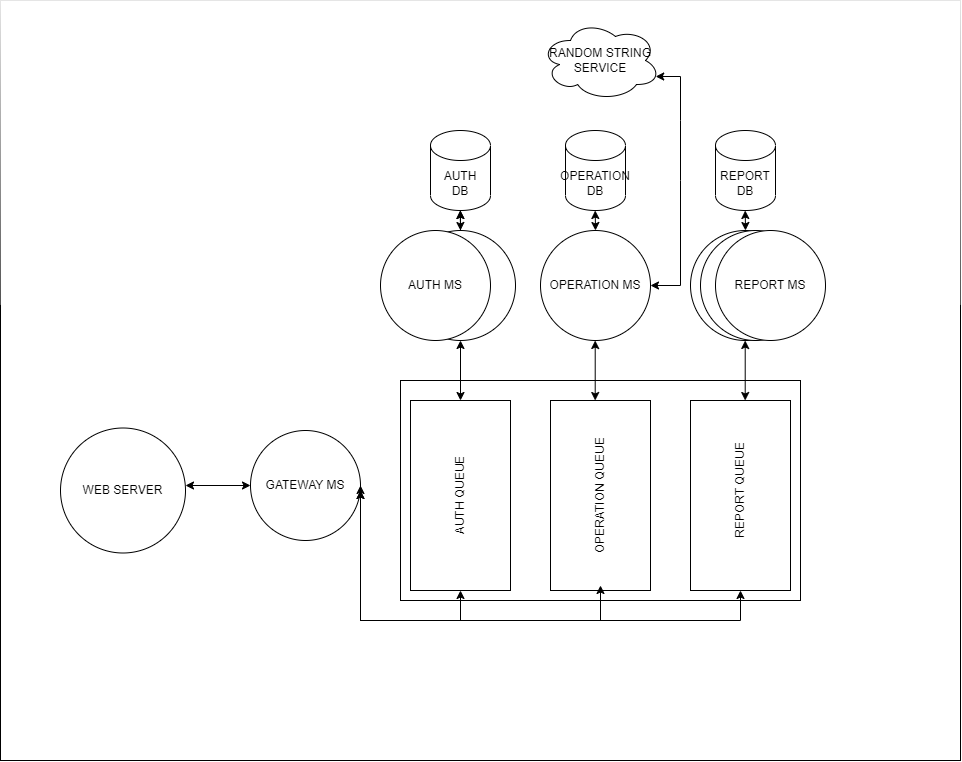 RANDOM STRING
SERVICE
AUTH
DB
OPERATION
DB
REPORT
DB
AUTH MS
OPERATION MS
REPORT MS
WEB SERVER
GATEWAY MS
AUTH QUEUE
OPERATION QUEUE
REPORT QUEUE